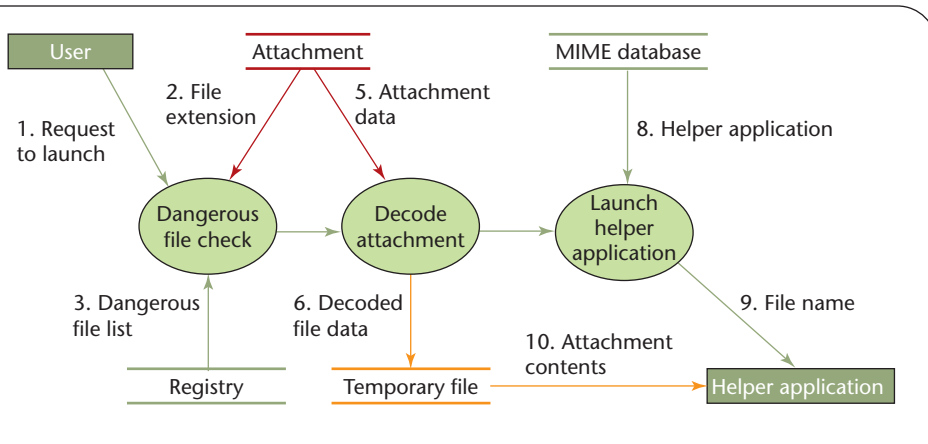 User
Attachment
MIME database
2. File
extension
5. Attachment
data
1. Request
to launch
8. Helper application
Dangerous
file check
Decode
attachment
Launch
helper
application
3. Dangerous
file list
6. Decoded
file data
9. File name
10. Attachment
contents
Registry
Temporary file
Helper application